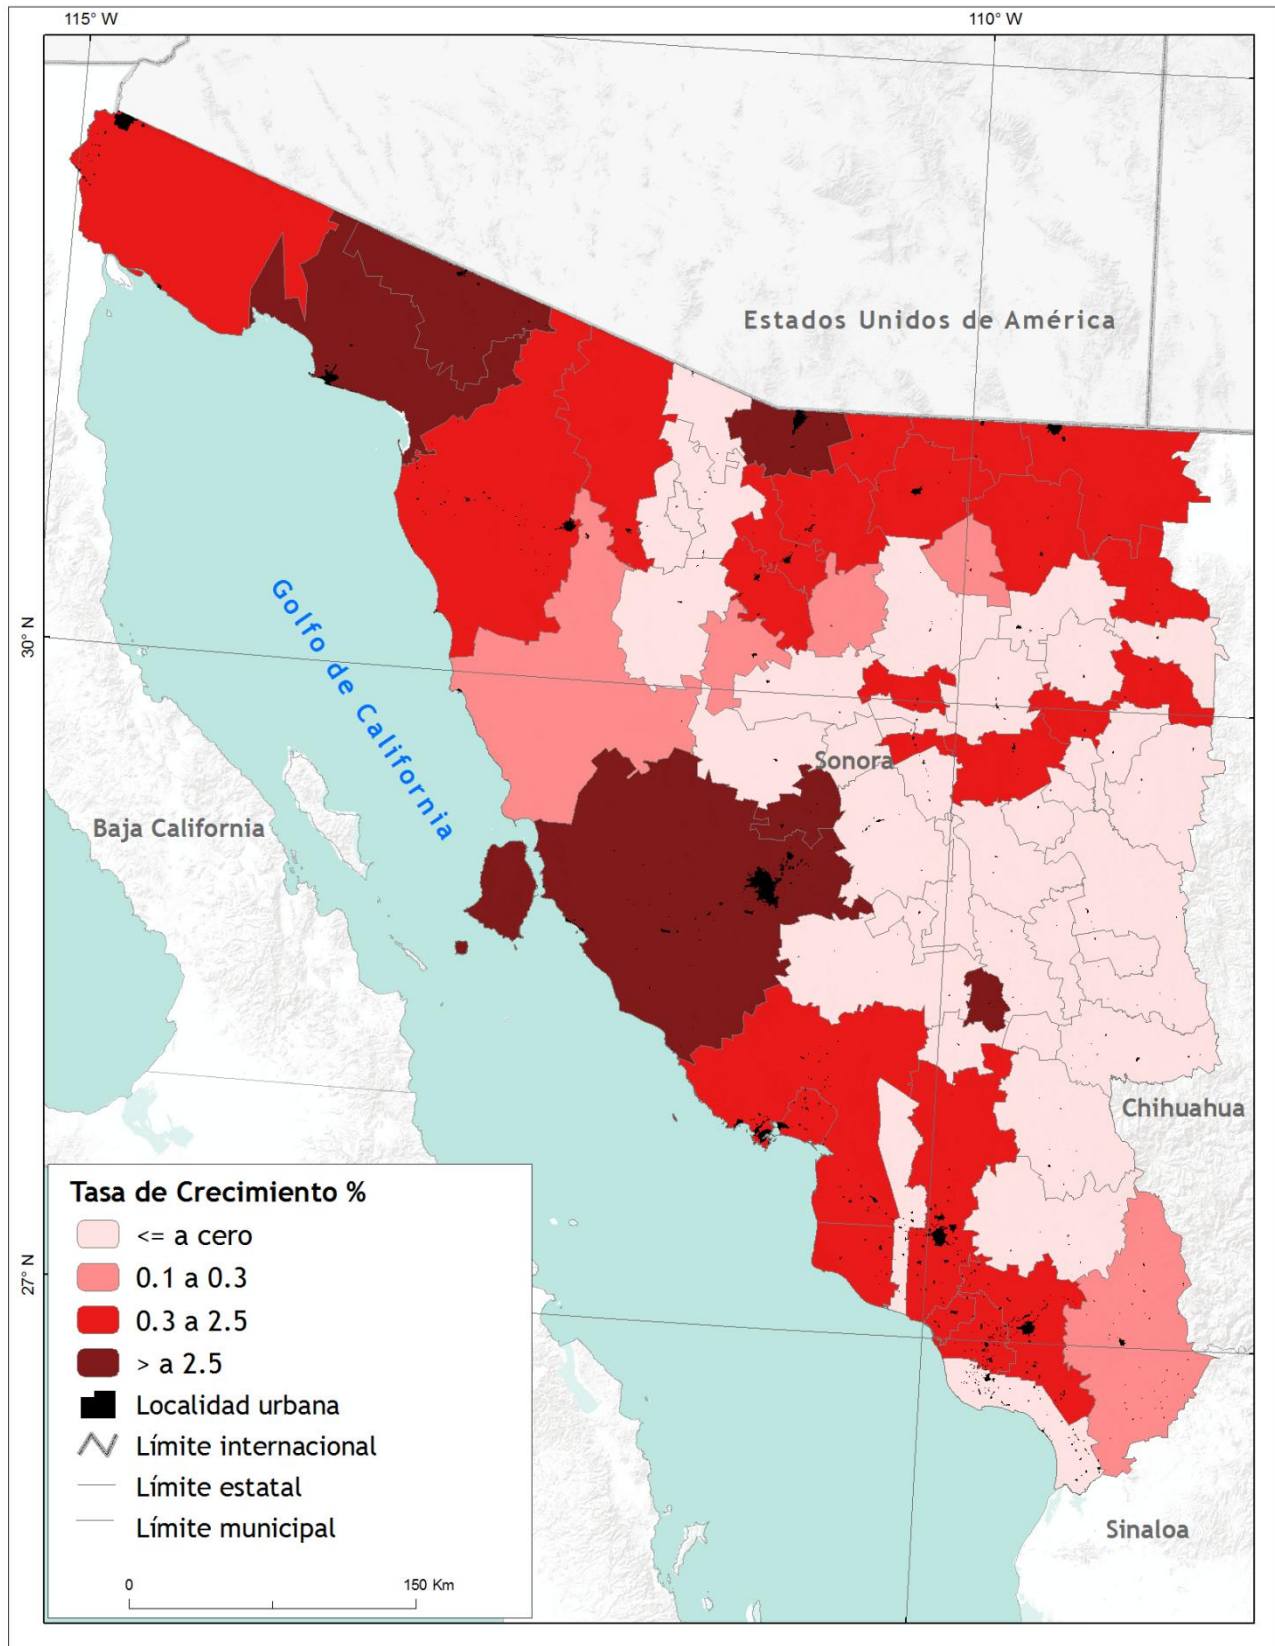 115° W
110° W
Estados Unidos de América
30° N
Golfo de California
Sonora
Baja California
Chihuahua
27° N
Tasa de Crecimiento %
<= a cero
0.1 a 0.3
0.3 a 2.5
> a 2.5
Localidad urbana
Límite internacional
Límite estatal
Límite municipal
0
150 Km
Sinaloa